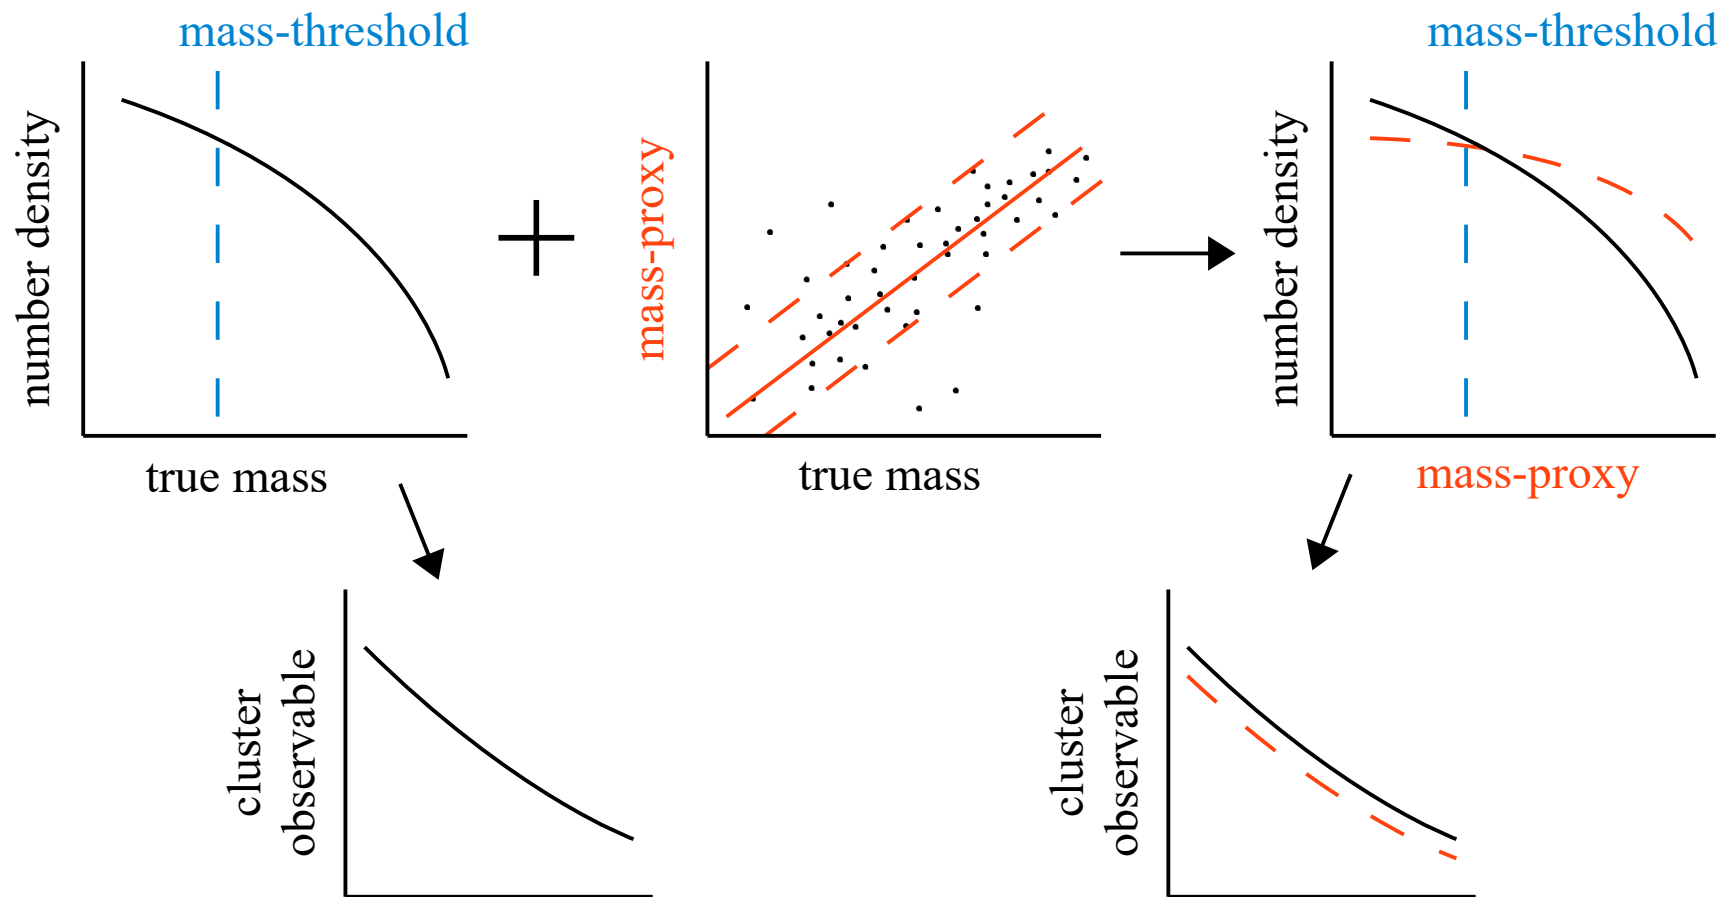 mass-threshold
number density
true mass
mass-proxy
true mass
mass-threshold
number density
mass-proxy
cluster
observable
cluster
observable